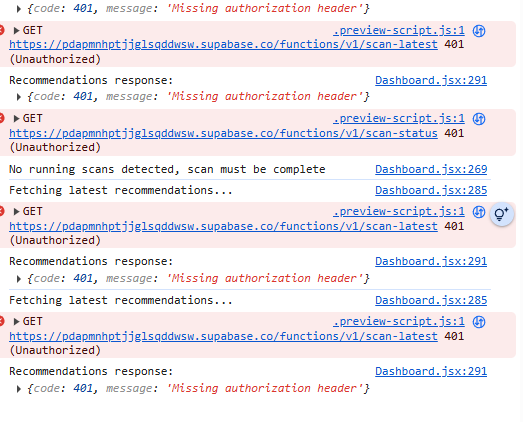 {code: 401, message: 'Missing authorization header'}
GET .preview-script.js:1
https://pdapmnhptjjglsqddwsw.supabase.co/functions/v1/scan-latest 401
(Unauthorized)
Recommendations response: Dashboard.jsx:291
{code: 401, message: 'Missing authorization header'}
GET .preview-script.js:1
https://pdapmnhptjjglsqddwsw.supabase.co/functions/v1/scan-status 401
(Unauthorized)
No running scans detected, scan must be complete Dashboard.jsx:269
Fetching latest recommendations... Dashboard.jsx:285
GET .preview-script.js:1
https://pdapmnhptjjglsqddwsw.supabase.co/functions/v1/scan-latest 401
(Unauthorized)
Recommendations response: Dashboard.jsx:291
{code: 401, message: 'Missing authorization header'}
Fetching latest recommendations... Dashboard.jsx:285
GET .preview-script.js:1
https://pdapmnhptjjglsqddwsw.supabase.co/functions/v1/scan-latest 401
(Unauthorized)
Recommendations response: Dashboard.jsx:291
{code: 401, message: 'Missing authorization header'}